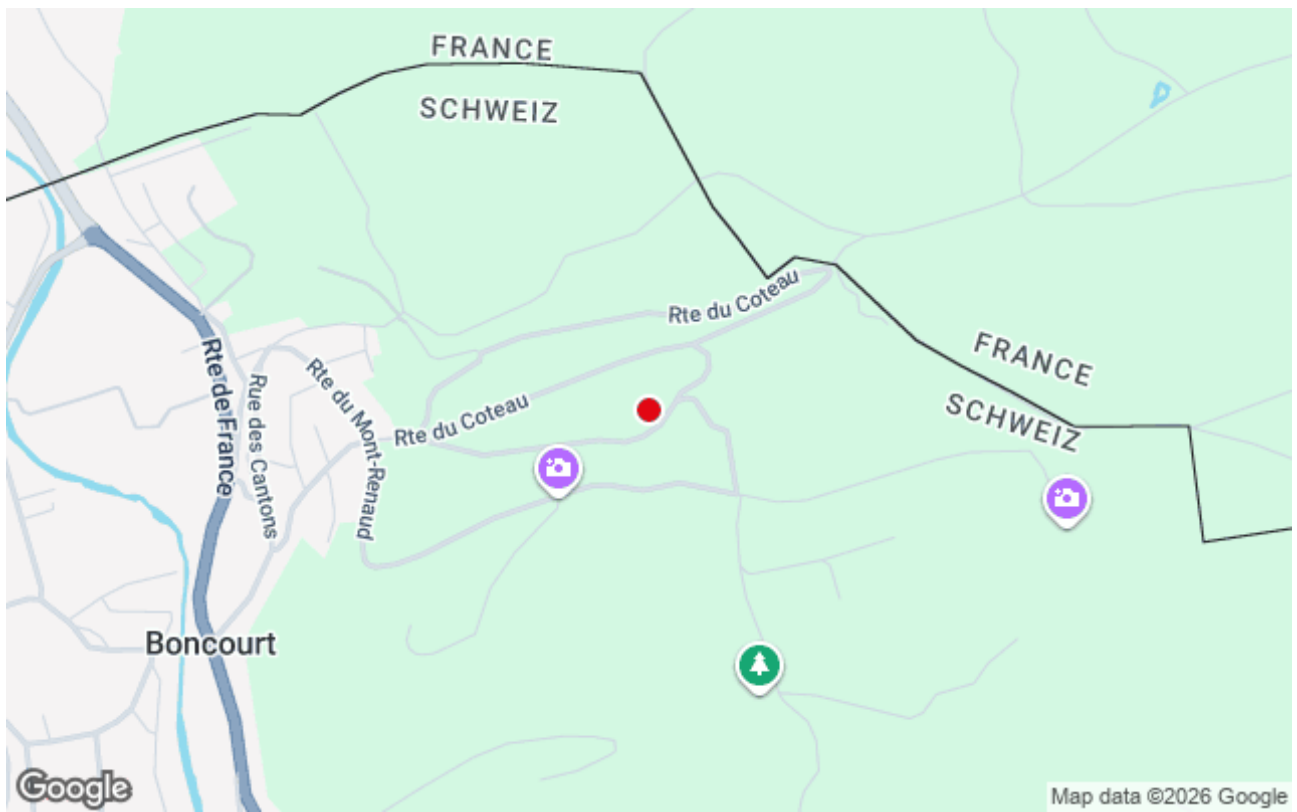 FRANCE
SCHWEIZ
Rte du Coteau
FRANCE
SCHWEIZ
Rte de France
Rue des Cantons
Rte du Mont-Renaud
Rte du Coteau
Boncourt
Google
Map data ©2026 Google